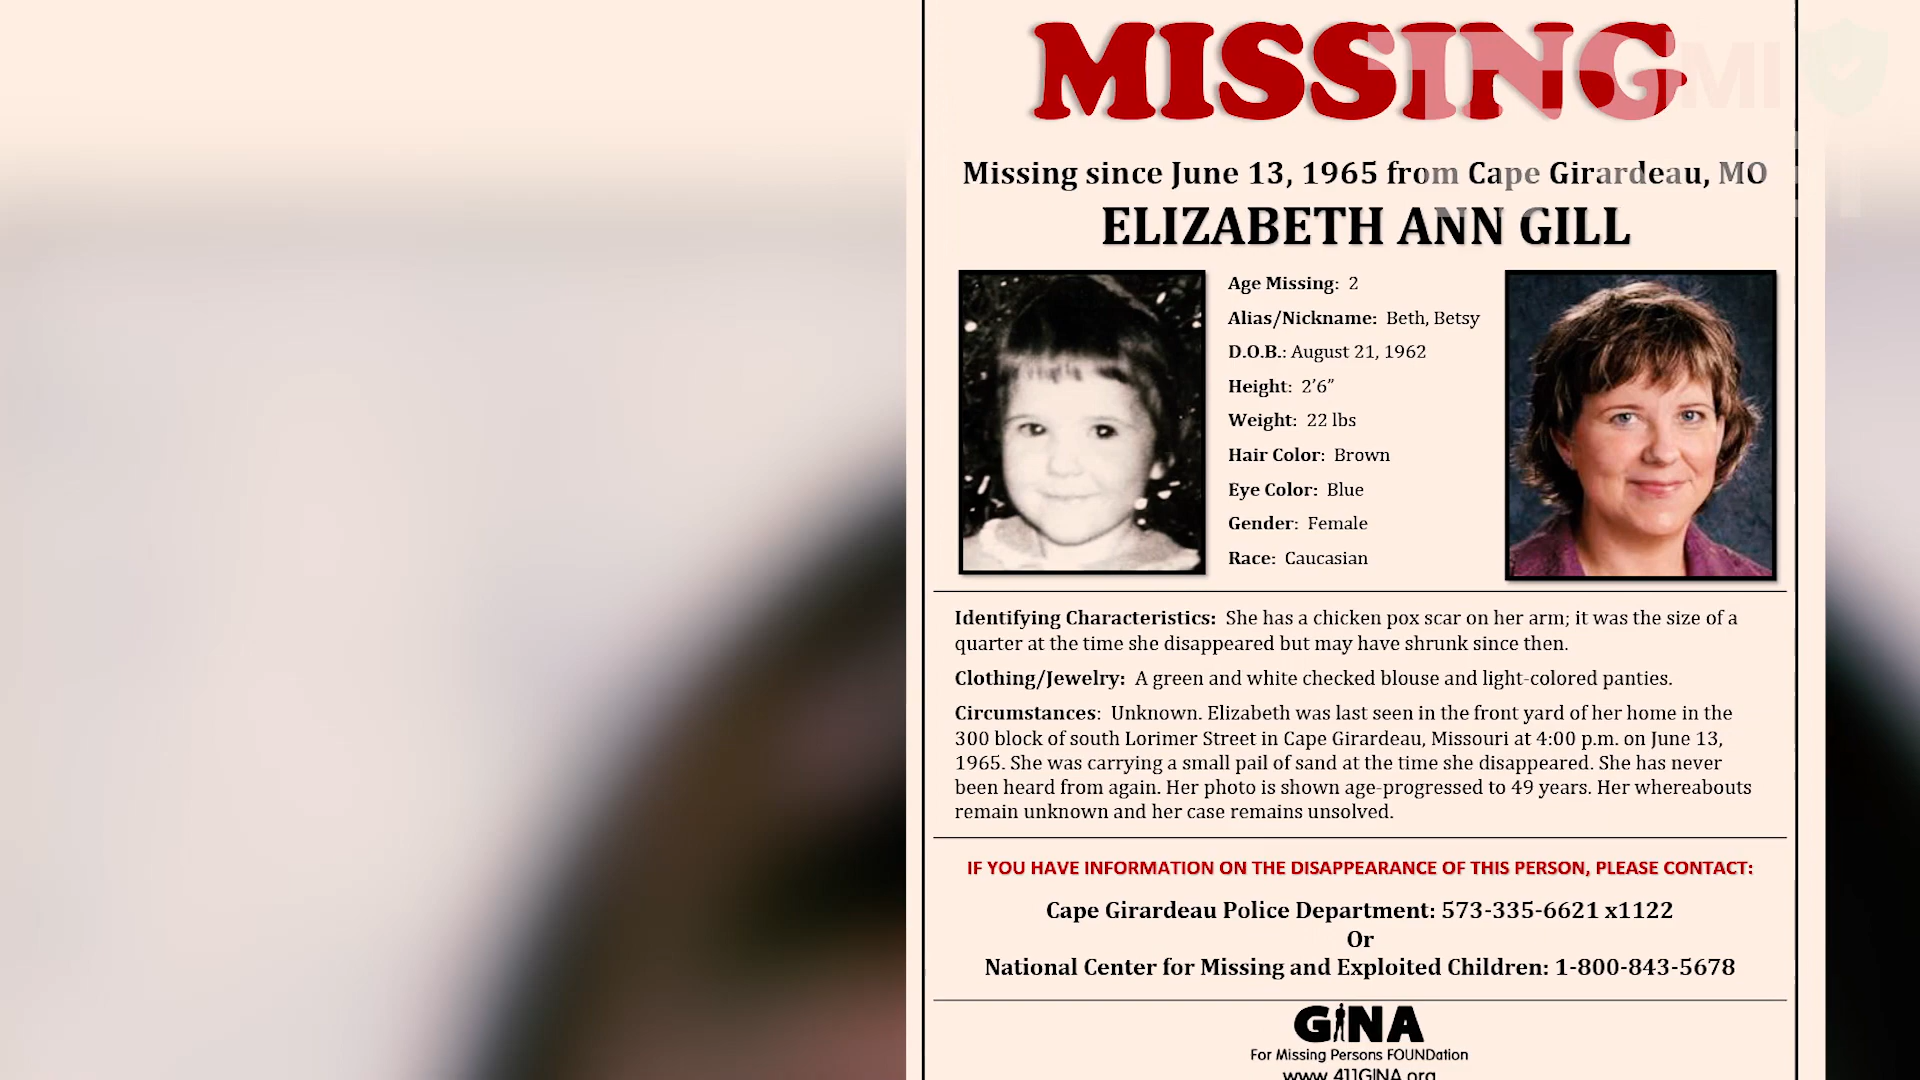 MISSING
Missing since June 13, 1965 from Cape Girardeau, MO
ELIZABETH ANN GILL
Age Missing: 2
Alias/Nickname: Beth, Betsy
D.O.B.: August 21, 1962
Height: 2’6”
Weight: 22 lbs
Hair Color: Brown
Eye Color: Blue
Gender: Female
Race: Caucasian
Identifying Characteristics: She has a chicken pox scar on her arm; it was the size of a
quarter at the time she disappeared but may have shrunk since then.
Clothing/Jewelry: A green and white checked blouse and light-colored panties.
Circumstances: Unknown. Elizabeth was last seen in the front yard of her home in the
300 block of south Lorimer Street in Cape Girardeau, Missouri at 4:00 p.m. on June 13,
1965. She was carrying a small pail of sand at the time she disappeared. She has never
been heard from again. Her photo is shown age-progressed to 49 years. Her whereabouts
remain unknown and her case remains unsolved.
IF YOU HAVE INFORMATION ON THE DISAPPEARANCE OF THIS PERSON, PLEASE CONTACT:
Cape Girardeau Police Department: 573-335-6621 x1122
Or
National Center for Missing and Exploited Children: 1-800-843-5678
GINA
For Missing Persons FOUNDation
www.411GINA.org